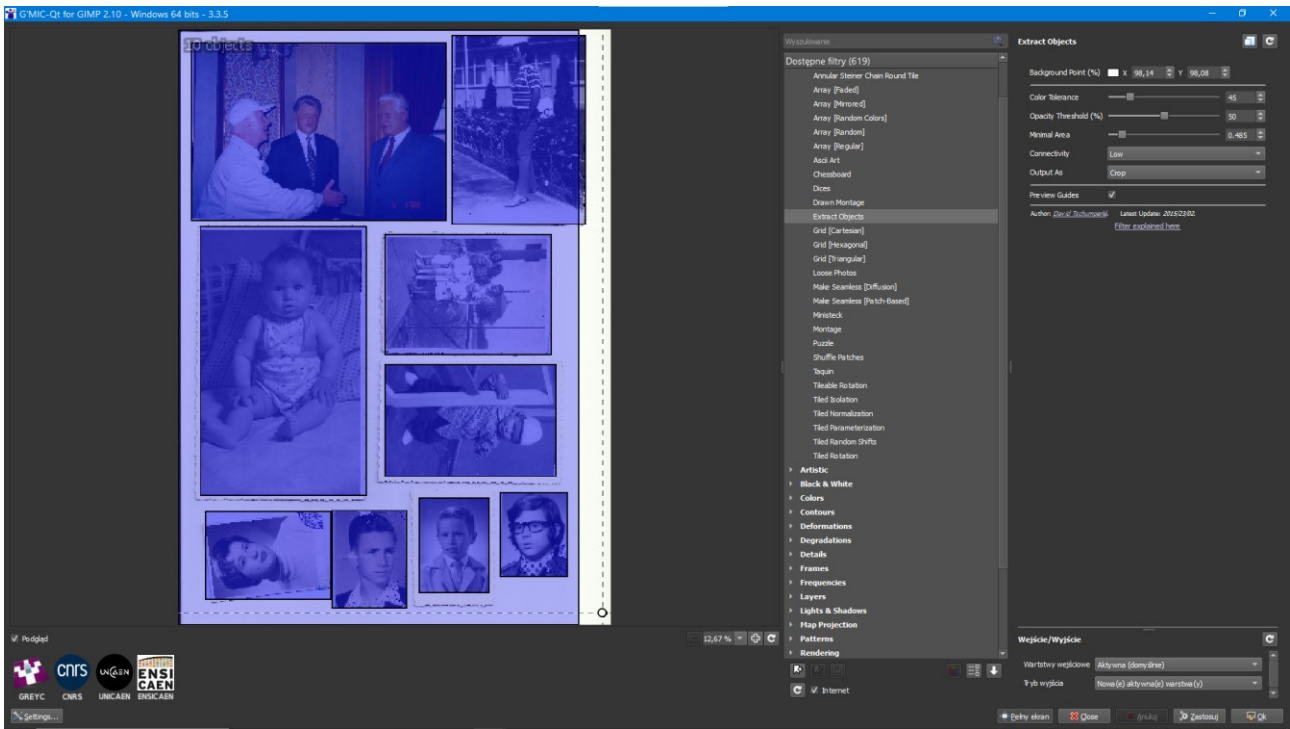 G'MIC-Qt for GIMP 2.10 - Windows 64 bits - 3.3.5
10 objects
Podgląd
12,67 %
GREYC
cnrs
CNRS
UNICAEN
UNICAEN
ENSI
CAEN
ENSICAEN
Settings...
Wyszukiwanie
Dostępne filtry (619)
Annular Steiner Chain Round Tile
Array [Faded]
Array [Mirrored]
Array [Random Colors]
Array [Random]
Array [Regular]
Ascii Art
Chessboard
Dices
Drawn Montage
Extract Objects
Grid [Cartesian]
Grid [Hexagonal]
Grid [Triangular]
Loose Photos
Make Seamless [Diffusion]
Make Seamless [Patch-Based]
Ministeck
Montage
Puzzle
Shuffle Patches
Taquin
Tileable Rotation
Tiled Isolation
Tiled Normalization
Tiled Parameterization
Tiled Random Shifts
Tiled Rotation
Artistic
Black & White
Colors
Contours
Deformations
Degradations
Details
Frames
Frequencies
Layers
Lights & Shadows
Map Projection
Patterns
Rendering
Internet
Extract Objects
Background Point (%) X 98,14 Y 98,08
Color Tolerance 45
Opacity Threshold (%) 50
Minimal Area 0.485
Connectivity Low
Output As Crop
Preview Guides
Author: David Tschumperlé. Latest Update: 2015/23/02.
Filter explained here
Wejście/Wyjście
Warstwy wejściowe Aktywna (domyślnie)
Tryb wyjścia Nowa(e) aktywna(e) warstwa(y)
Pełny ekran Close Anuluj Zastosuj Ok